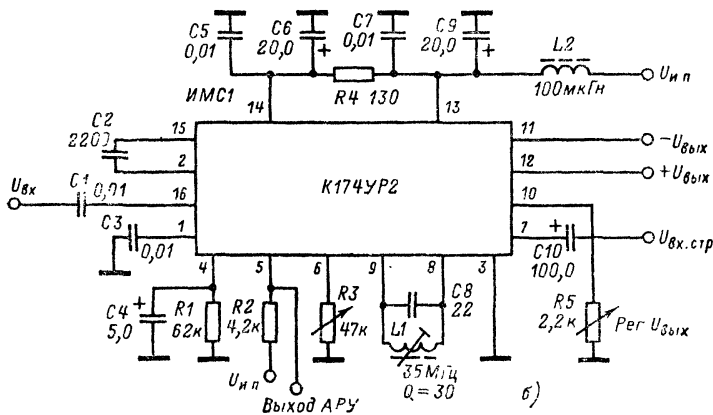 C5
0,01
C6
20,0
+
C7
0,01
C9
20,0
+
L2
100мкГн
Uип
R4 130
ИМС1
14
13
C2
15
2
11
12
-Uвых
+Uвых
К174УР2
Uвх
C1
0,01
16
10
C3
0,01
1
7
+
C10
100,0
Uвх.стр
4
5
6
9
8
3
C4
5,0
+
R1
62к
R2
4,2к
R3
47к
C8
22
L1
35МГц
Q=30
R5
2,2к
Рег Uвых
Uип
Выход АРУ
б)